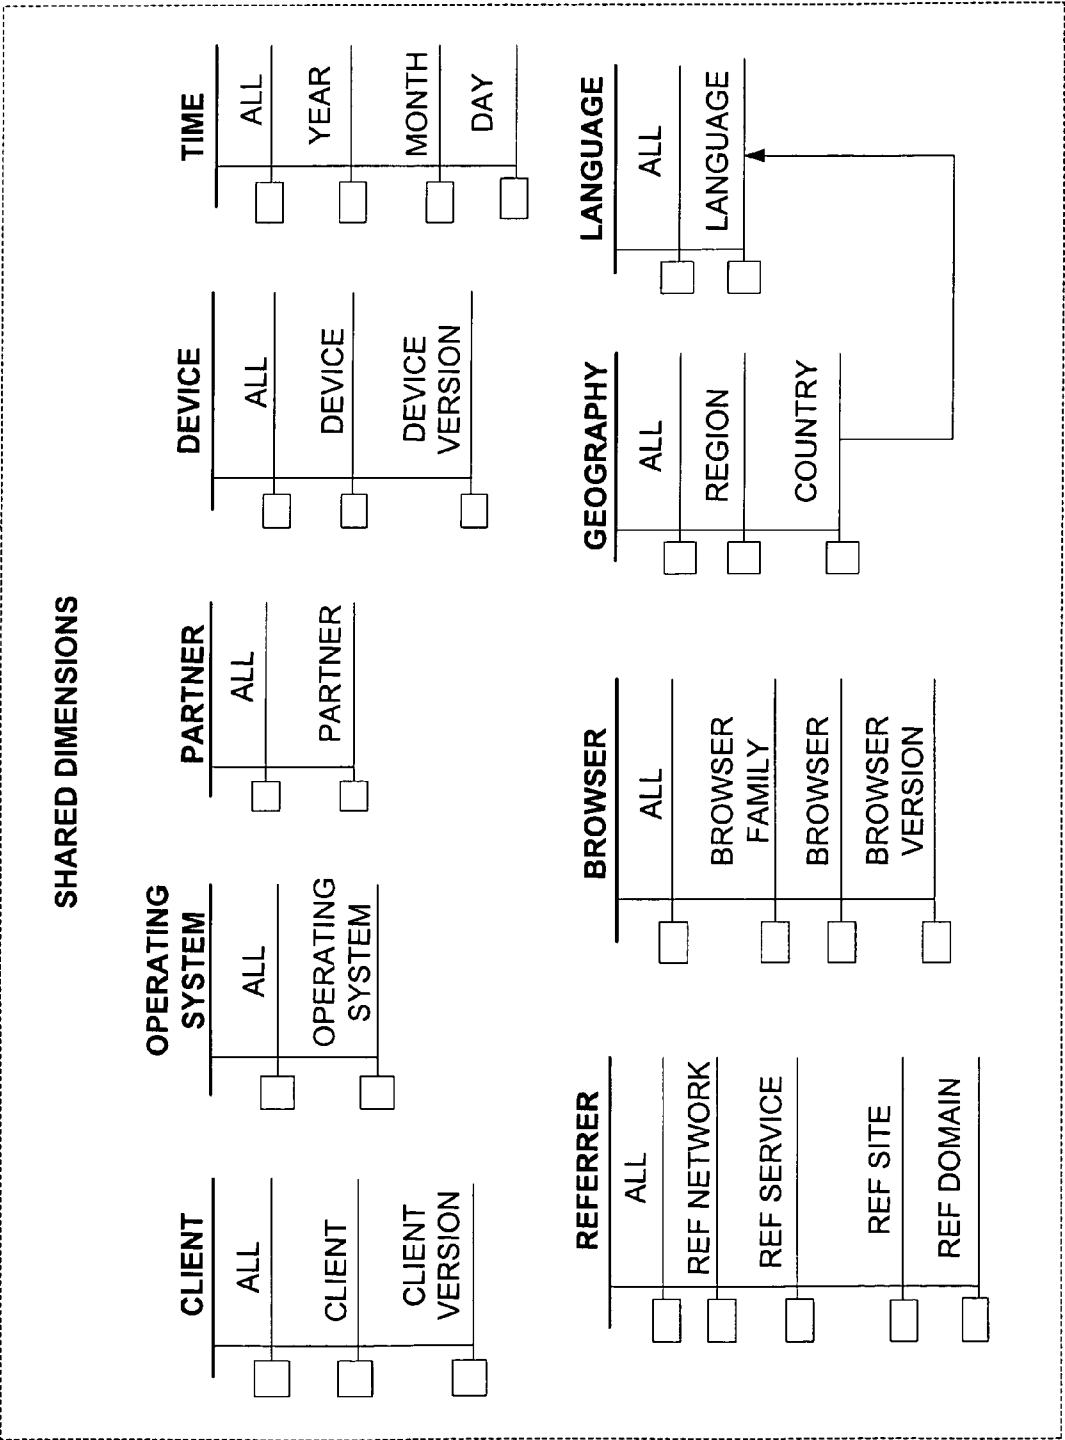 SHARED DIMENSIONS
CLIENT
ALL
CLIENT
CLIENT
VERSION
OPERATING
SYSTEM
ALL
OPERATING
SYSTEM
PARTNER
ALL
PARTNER
DEVICE
ALL
DEVICE
DEVICE
VERSION
TIME
ALL
YEAR
MONTH
DAY
REFERRER
ALL
REF NETWORK
REF SERVICE
REF SITE
REF DOMAIN
BROWSER
ALL
BROWSER
FAMILY
BROWSER
BROWSER
VERSION
GEOGRAPHY
ALL
REGION
COUNTRY
LANGUAGE
ALL
LANGUAGE